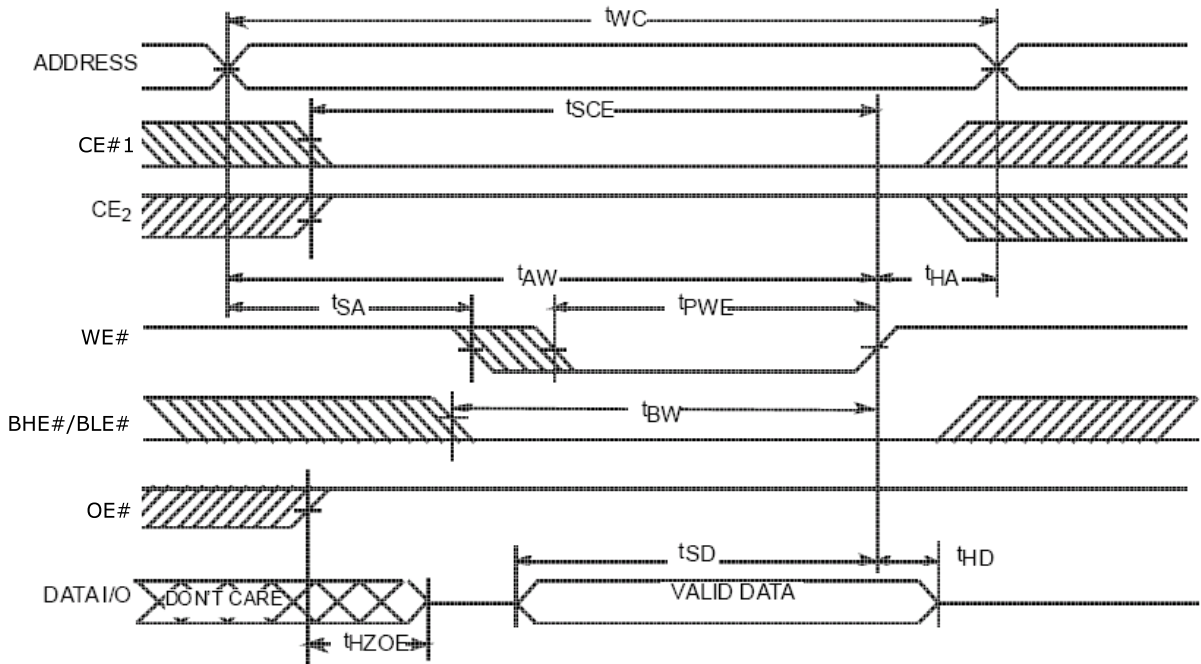 tWC
ADDRESS
tSCE
CE#1
CE2
tAW
tHA
tSA
tPWE
WE#
tBW
BHE#/BLE#
OE#
tSD
tHD
DATA I/O
DON'T CARE
VALID DATA
tHZOE